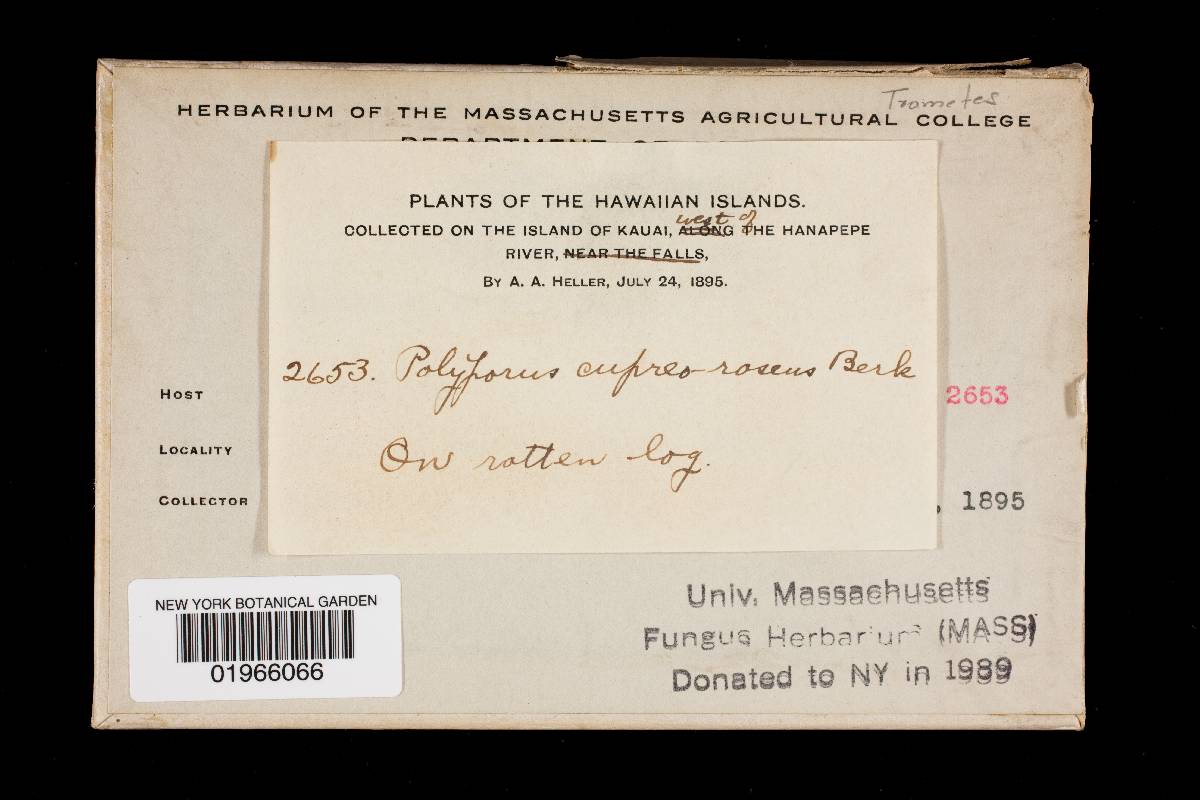 Trametes
HERBARIUM OF THE MASSACHUSETTS AGRICULTURAL COLLEGE
PLANTS OF THE HAWAIIAN ISLANDS.
west of
COLLECTED ON THE ISLAND OF KAUAI, ALONG THE HANAPEPE
RIVER, NEAR THE FALLS,
BY A. A. HELLER, JULY 24, 1895.
2653. Polyporus cupreo-roseus Berk
HOST
2653
LOCALITY
On rotten log.
COLLECTOR
, 1895
NEW YORK BOTANICAL GARDEN
01966066
Univ. Massachusetts
Fungus Herbarium (MASS)
Donated to NY in 1989